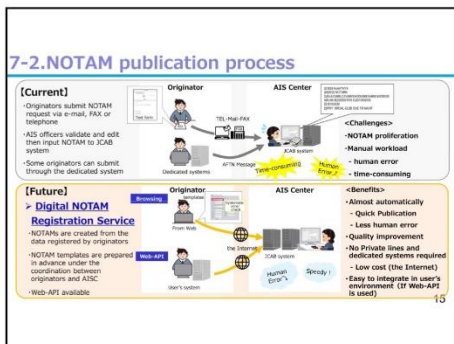 7-2.NOTAM publication process
【Current】
・Originators submit NOTAM
request via e-mail, FAX or
telephone
・AIS officers validate and edit
then input NOTAM to JCAB
system
・Some originators can submit
through the dedicated system
Originator
AIS Center
Text form
TEL・Mail・FAX
JCAB system
Dedicated systems
AFTN Message
Time-consuming
Human
Error↑
<Challenges>
・NOTAM proliferation
・Manual workload
- human error
- time-consuming
【Future】
➤ Digital NOTAM
Registration Service
・NOTAMs are created from the
data registered by originators
・NOTAM templates are prepared
in advance under the
coordination between
originators and AISC
・Web-API available
Browsing
Originator
templates
From Web
Web-API
User's system
the Internet
AIS Center
JCAB system
Human
Error↓
Speedy !
<Benefits>
・Almost automatically
- Quick Publication
- Less human error
・Quality improvement
・No Private lines and
dedicated systems required
- Low cost (the Internet)
・Easy to integrate in user's
environment (If Web-API
is used)
15